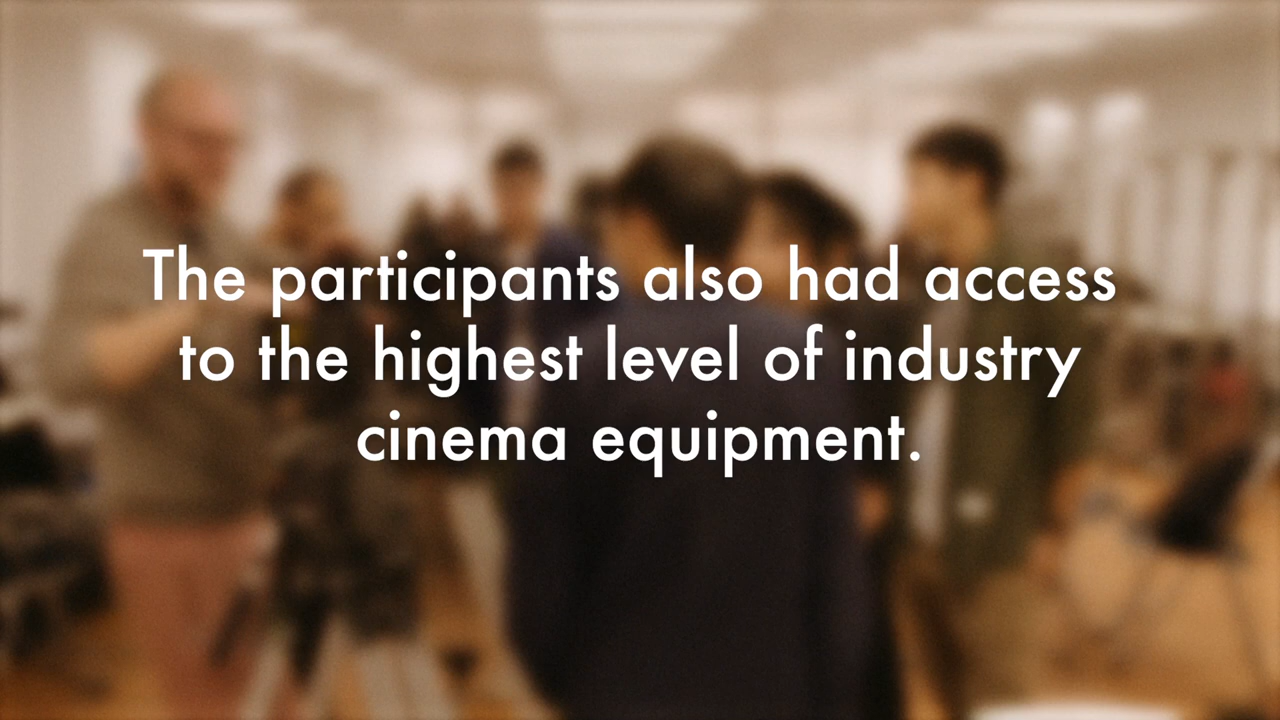 The participants also had access
to the highest level of industry
cinema equipment.